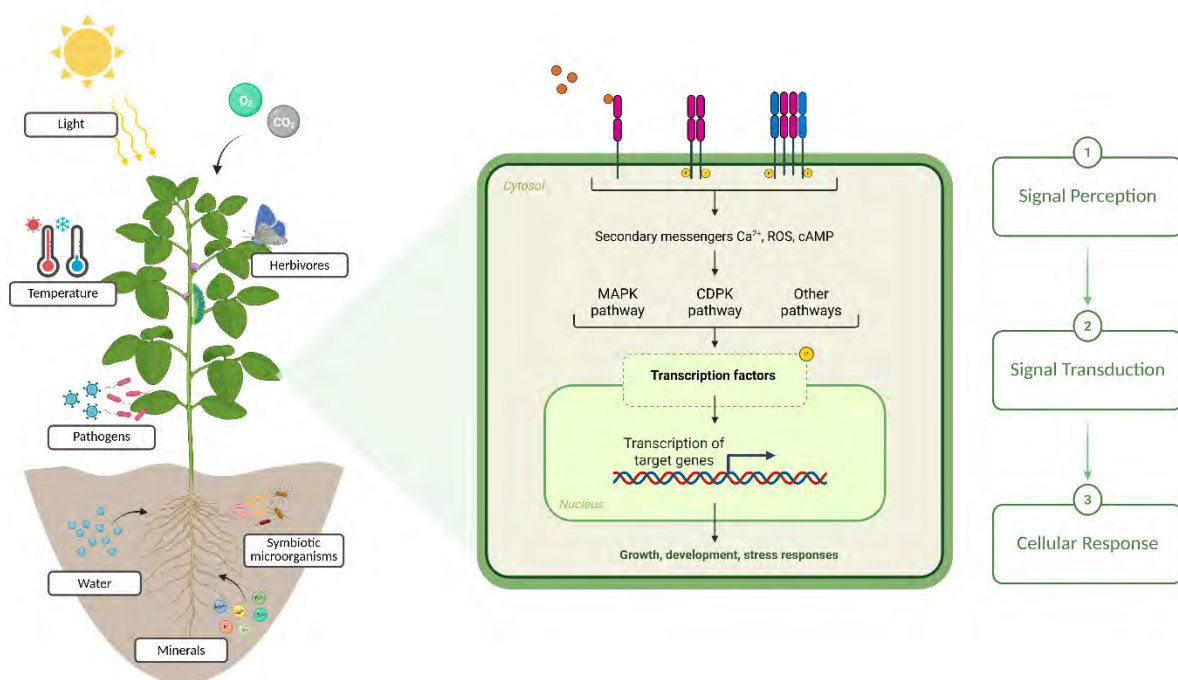 Light
O₂
CO₂
Temperature
Herbivores
Pathogens
Water
Symbiotic
microorganisms
Minerals
Cytosol
P
P
P
P
Secondary messengers Ca²⁺, ROS, cAMP
MAPK
pathway
CDPK
pathway
Other
pathways
Transcription factors
Transcription of
target genes
Nucleus
Growth, development, stress responses
1
Signal Perception
2
Signal Transduction
3
Cellular Response